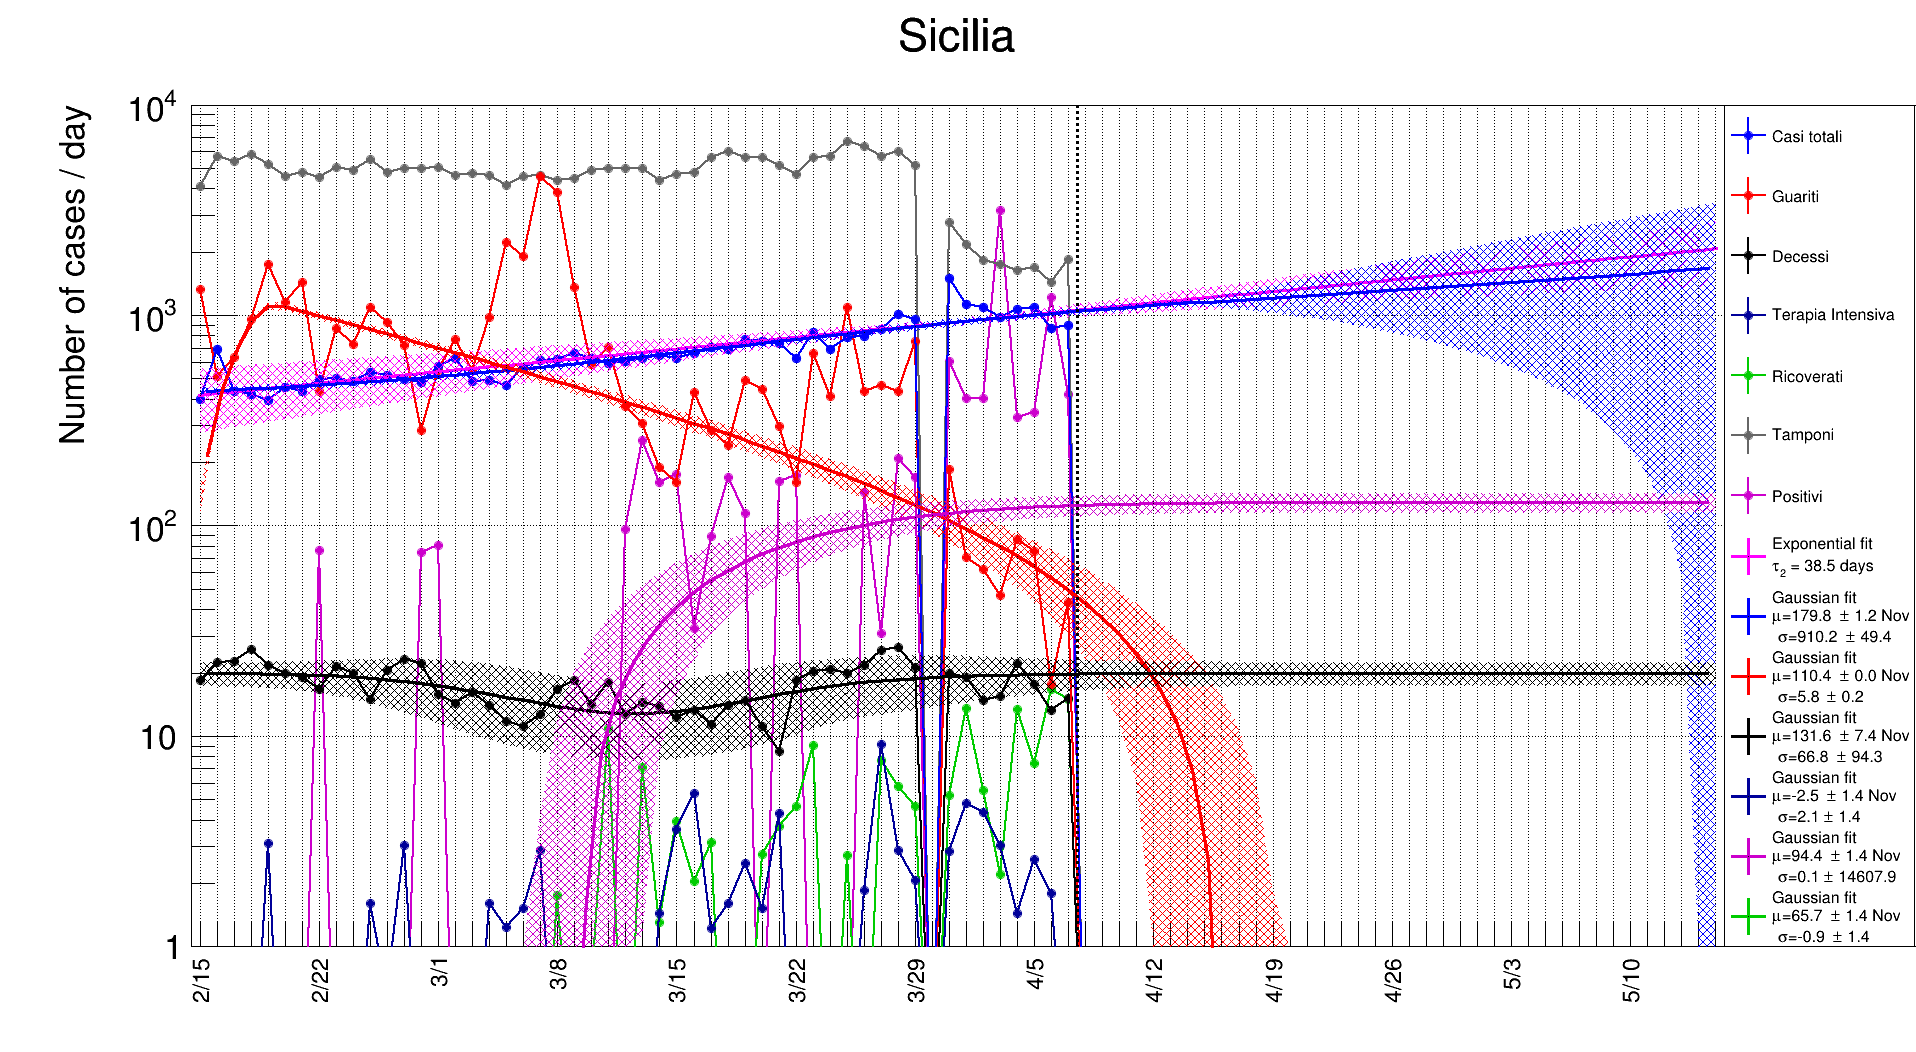 Sicilia
Number of cases / day
10⁴
10³
10²
10
1
2/15
2/22
3/1
3/8
3/15
3/22
3/29
4/5
4/12
4/19
4/26
5/3
5/10
Casi totali
Guariti
Decessi
Terapia Intensiva
Ricoverati
Tamponi
Positivi
Exponential fit
τ₂ = 38.5 days
Gaussian fit
μ=179.8 ± 1.2 Nov
σ=910.2 ± 49.4
Gaussian fit
μ=110.4 ± 0.0 Nov
σ=5.8 ± 0.2
Gaussian fit
μ=131.6 ± 7.4 Nov
σ=66.8 ± 94.3
Gaussian fit
μ=-2.5 ± 1.4 Nov
σ=2.1 ± 1.4
Gaussian fit
μ=94.4 ± 1.4 Nov
σ=0.1 ± 14607.9
Gaussian fit
μ=65.7 ± 1.4 Nov
σ=-0.9 ± 1.4